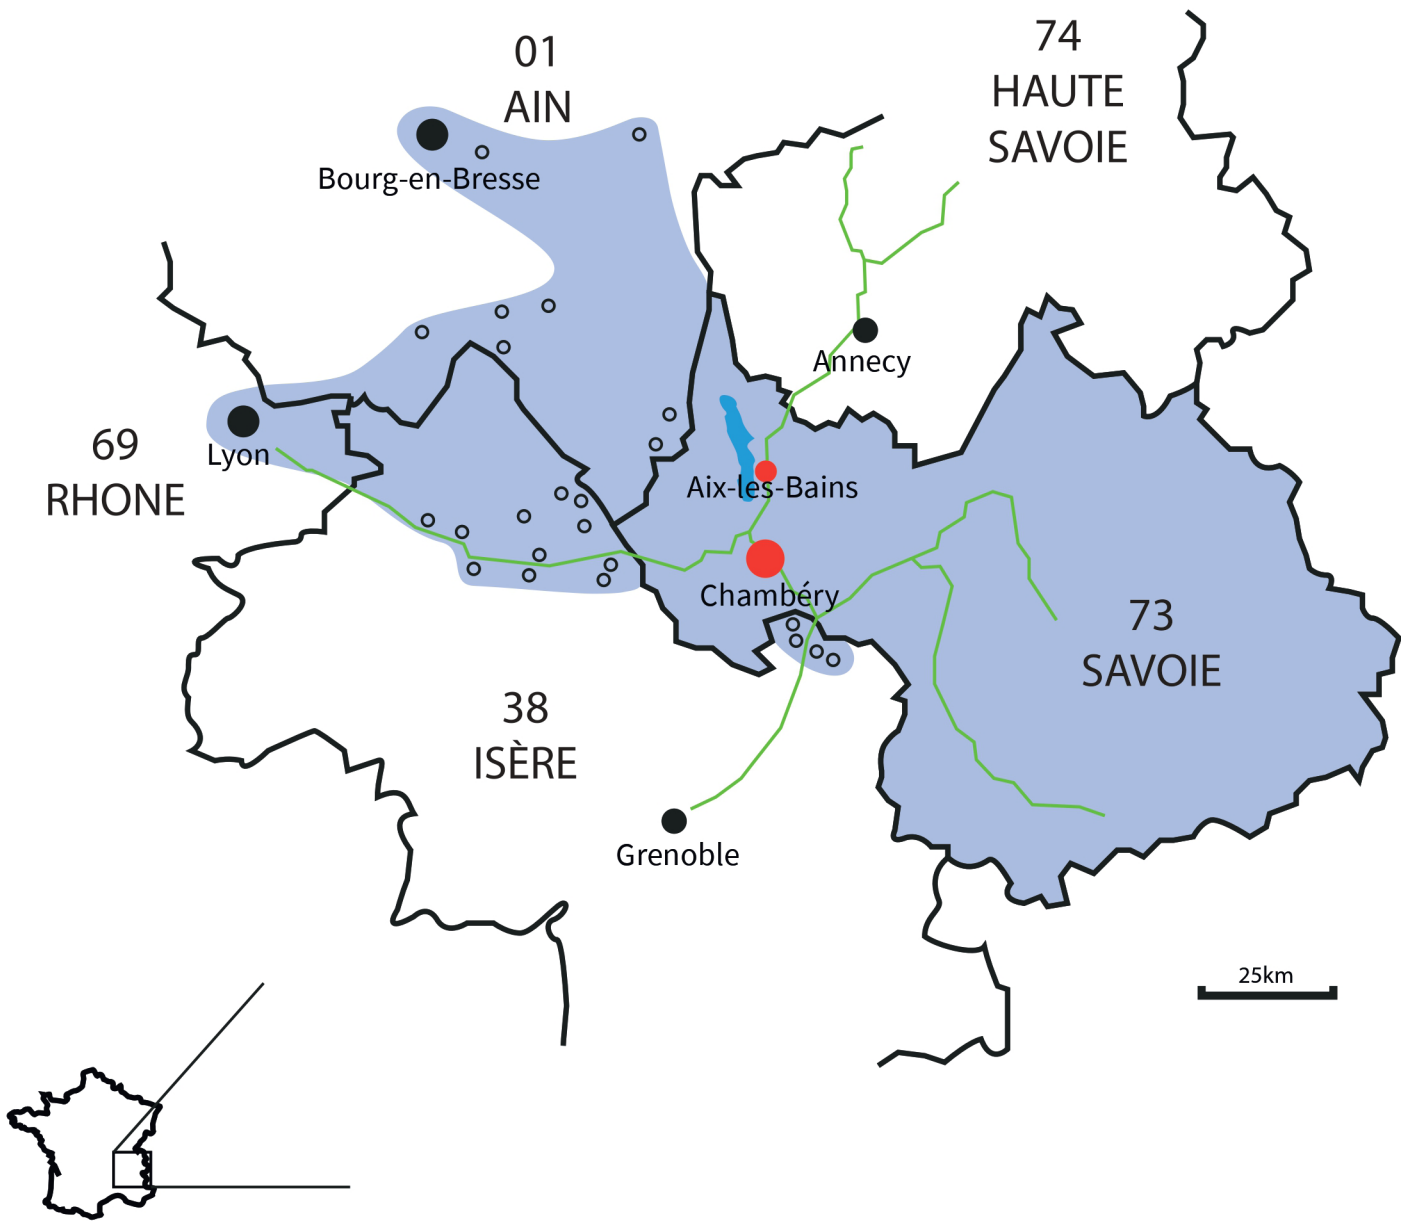 01
AIN
74
HAUTE
SAVOIE
Bourg-en-Bresse
Annecy
69
RHONE
Lyon
Aix-les-Bains
Chambéry
73
SAVOIE
38
ISÈRE
Grenoble
25km